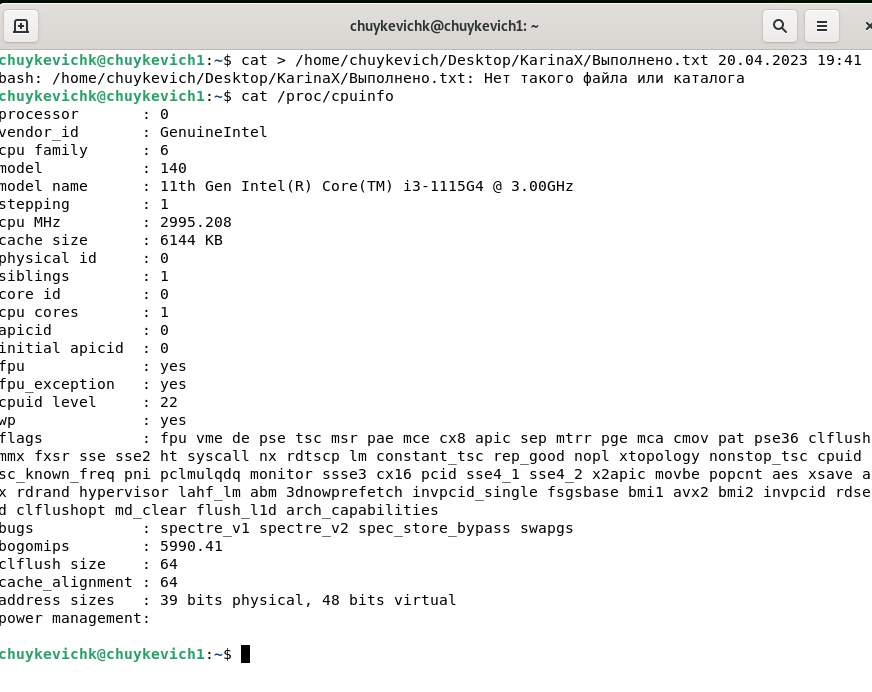 chuykevichk@chuykevich1: ~
chuykevichk@chuykevich1:~$ cat > /home/chuykevich/Desktop/KarinaX/Выполнено.txt 20.04.2023 19:41
bash: /home/chuykevich/Desktop/KarinaX/Выполнено.txt: Нет такого файла или каталога
chuykevichk@chuykevich1:~$ cat /proc/cpuinfo
processor : 0
vendor_id : GenuineIntel
cpu family : 6
model : 140
model name : 11th Gen Intel(R) Core(TM) i3-1115G4 @ 3.00GHz
stepping : 1
cpu MHz : 2995.208
cache size : 6144 KB
physical id : 0
siblings : 1
core id : 0
cpu cores : 1
apicid : 0
initial apicid : 0
fpu : yes
fpu_exception : yes
cpuid level : 22
wp : yes
flags : fpu vme de pse tsc msr pae mce cx8 apic sep mtrr pge mca cmov pat pse36 clflush
mmx fxsr sse sse2 ht syscall nx rdtscp lm constant_tsc rep_good nopl xtopology nonstop_tsc cpuid
sc_known_freq pni pclmulqdq monitor ssse3 cx16 pcid sse4_1 sse4_2 x2apic movbe popcnt aes xsave a
x rdrand hypervisor lahf_lm abm 3dnowprefetch invpcid_single fsgsbase bmi1 avx2 bmi2 invpcid rdse
d clflushopt md_clear flush_l1d arch_capabilities
bugs : spectre_v1 spectre_v2 spec_store_bypass swapgs
bogomips : 5990.41
clflush size : 64
cache_alignment : 64
address sizes : 39 bits physical, 48 bits virtual
power management:
chuykevichk@chuykevich1:~$